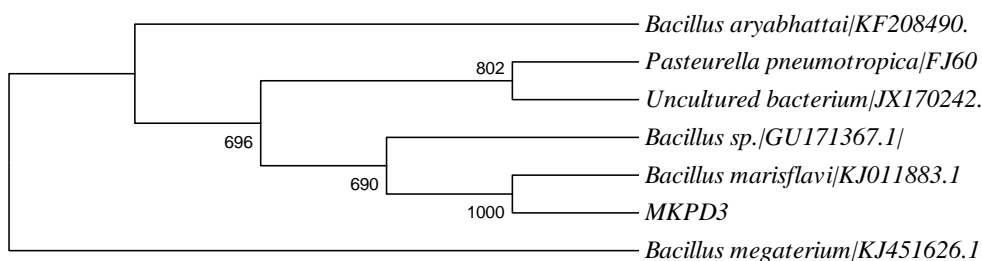 Bacillus aryabhattai|KF208490.
802
Pasteurella pneumotropica|FJ60
Uncultured bacterium|JX170242.
696
Bacillus sp.|GU171367.1|
690
Bacillus marisflavi|KJ011883.1
1000
MKPD3
Bacillus megaterium|KJ451626.1